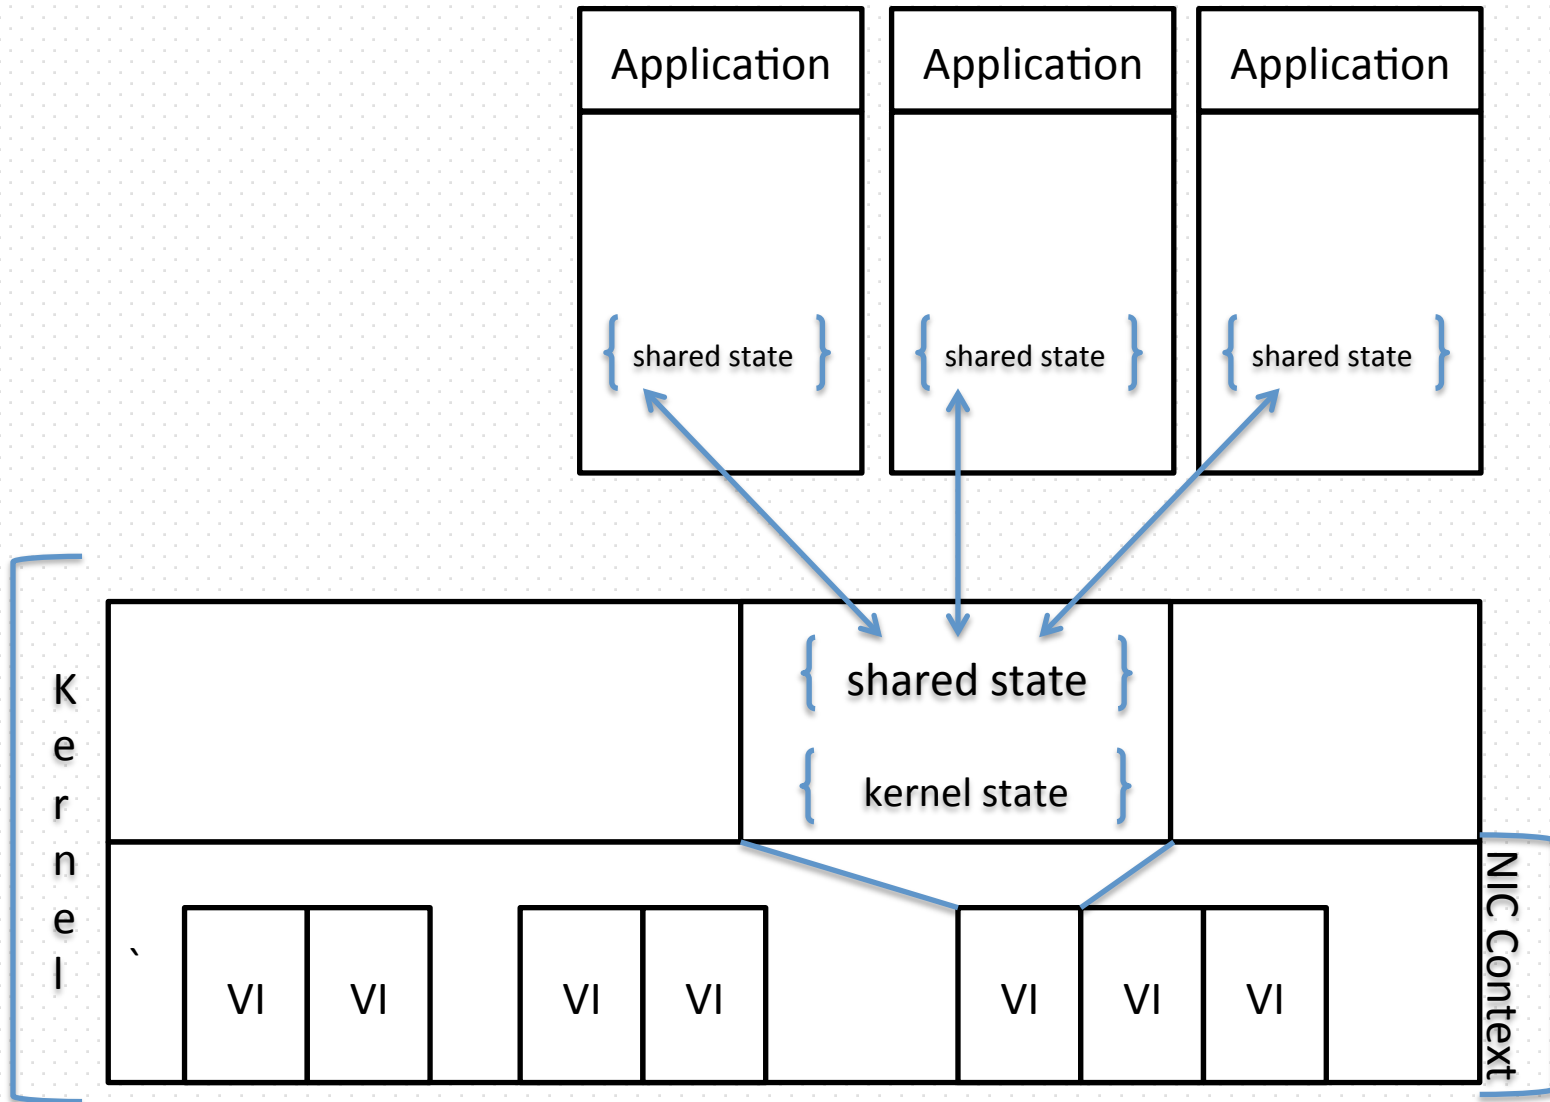 Application Application Application
shared state shared state shared state
Kernel
shared state
kernel state
NIC Context
`
VI VI VI VI VI VI VI